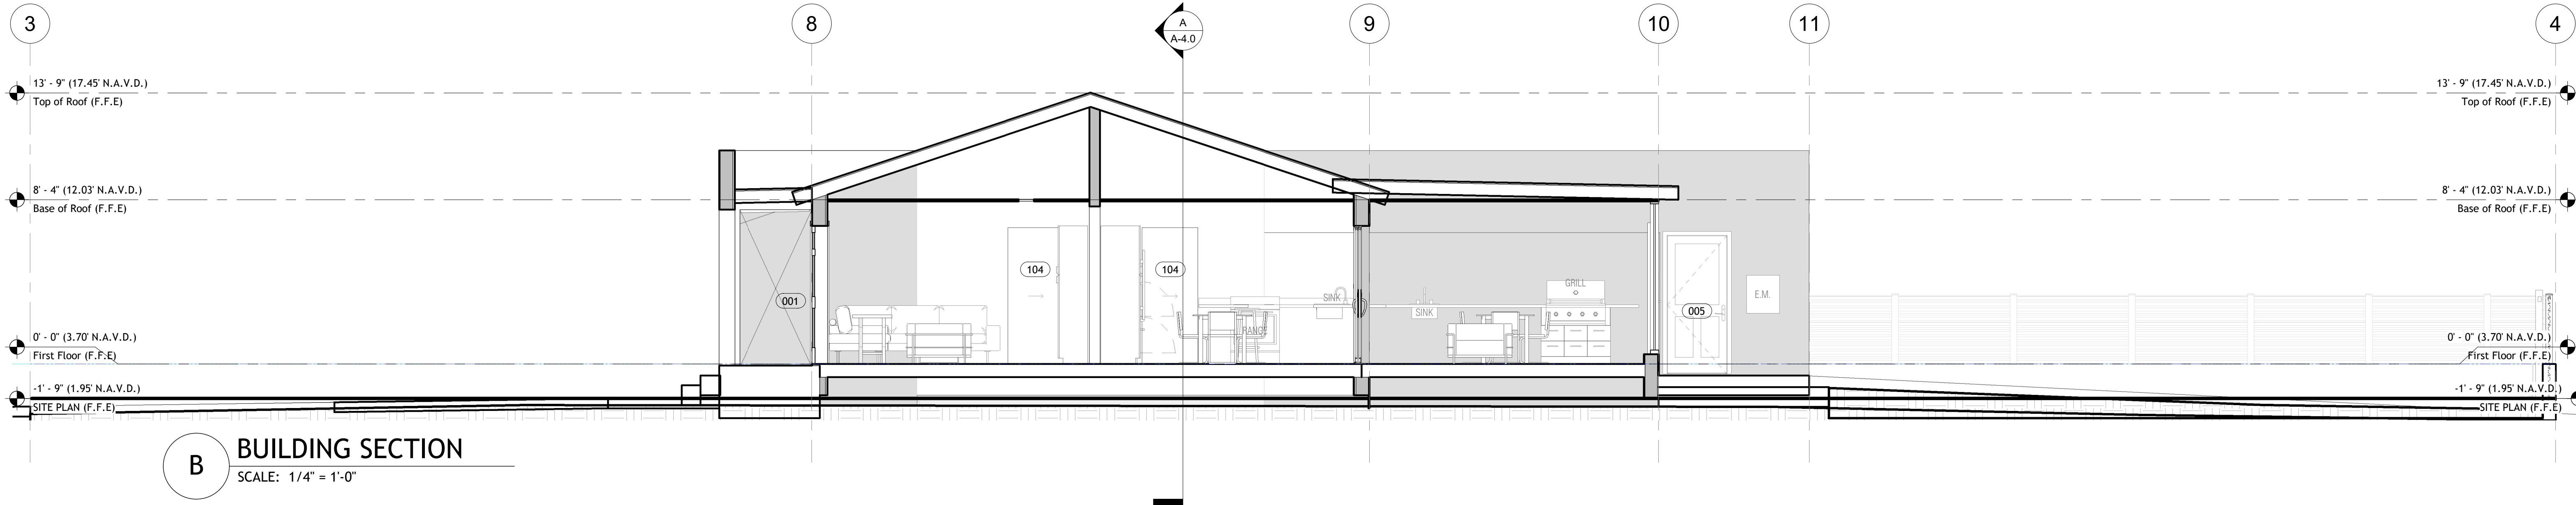 3
8
A
A-4.0
9
10
11
4
13' - 9" (17.45' N.A.V.D.)
Top of Roof (F.F.E)
13' - 9" (17.45' N.A.V.D.)
Top of Roof (F.F.E)
8' - 4" (12.03' N.A.V.D.)
Base of Roof (F.F.E)
8' - 4" (12.03' N.A.V.D.)
Base of Roof (F.F.E)
104
104
001
SINK
RANGE
SINK
GRILL
005
E.M.
0' - 0" (3.70' N.A.V.D.)
First Floor (F.F.E)
0' - 0" (3.70' N.A.V.D.)
First Floor (F.F.E)
-1' - 9" (1.95' N.A.V.D.)
SITE PLAN (F.F.E)
-1' - 9" (1.95' N.A.V.D.)
SITE PLAN (F.F.E)
B
BUILDING SECTION
SCALE: 1/4" = 1'-0"